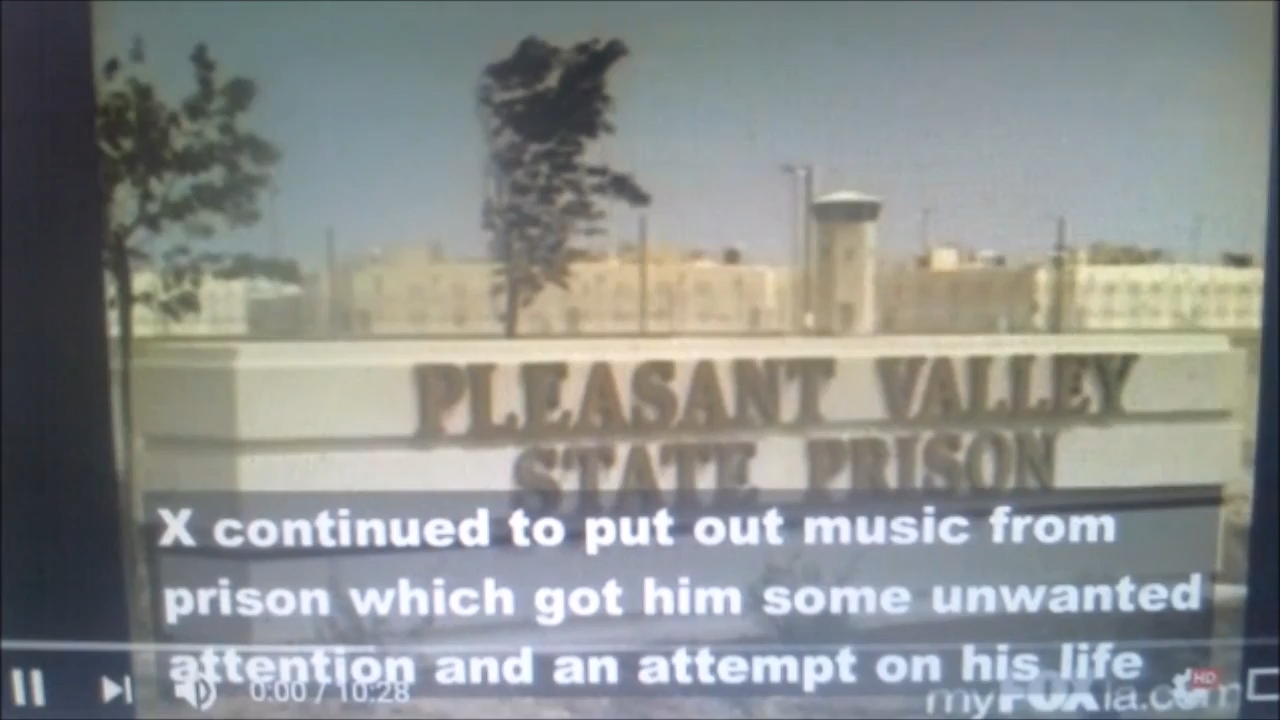 PLEASANT VALLEY
STATE PRISON
X continued to put out music from
prison which got him some unwanted
attention and an attempt on his life
0:00 / 10:28
HD
myFOXla.com